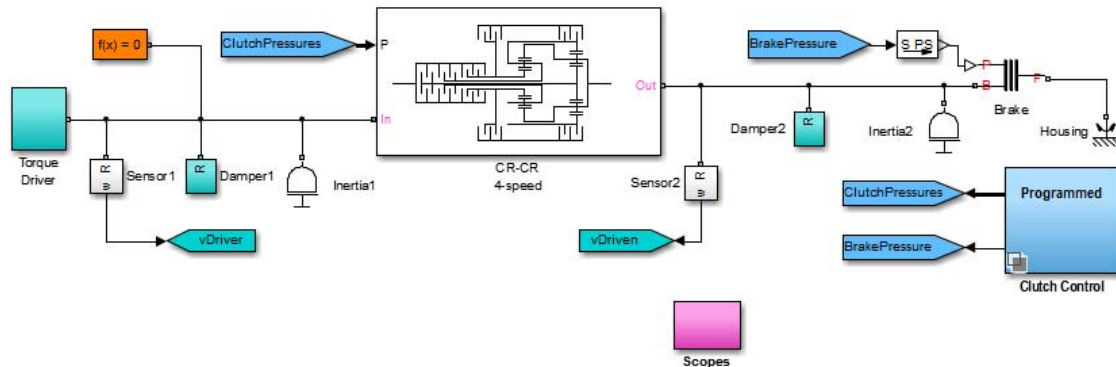 f(x) = 0
ClutchPressures
P
In
Out
CR-CR
4-speed
BrakePressure
S PS
P
B
F
Brake
Housing
Torque
Driver
w R
Sensor1
R
Damper1
Inertia1
Sensor2
w R
Damper2
R
Inertia2
vDriver
vDriven
ClutchPressures
BrakePressure
Programmed
Clutch Control
Scopes